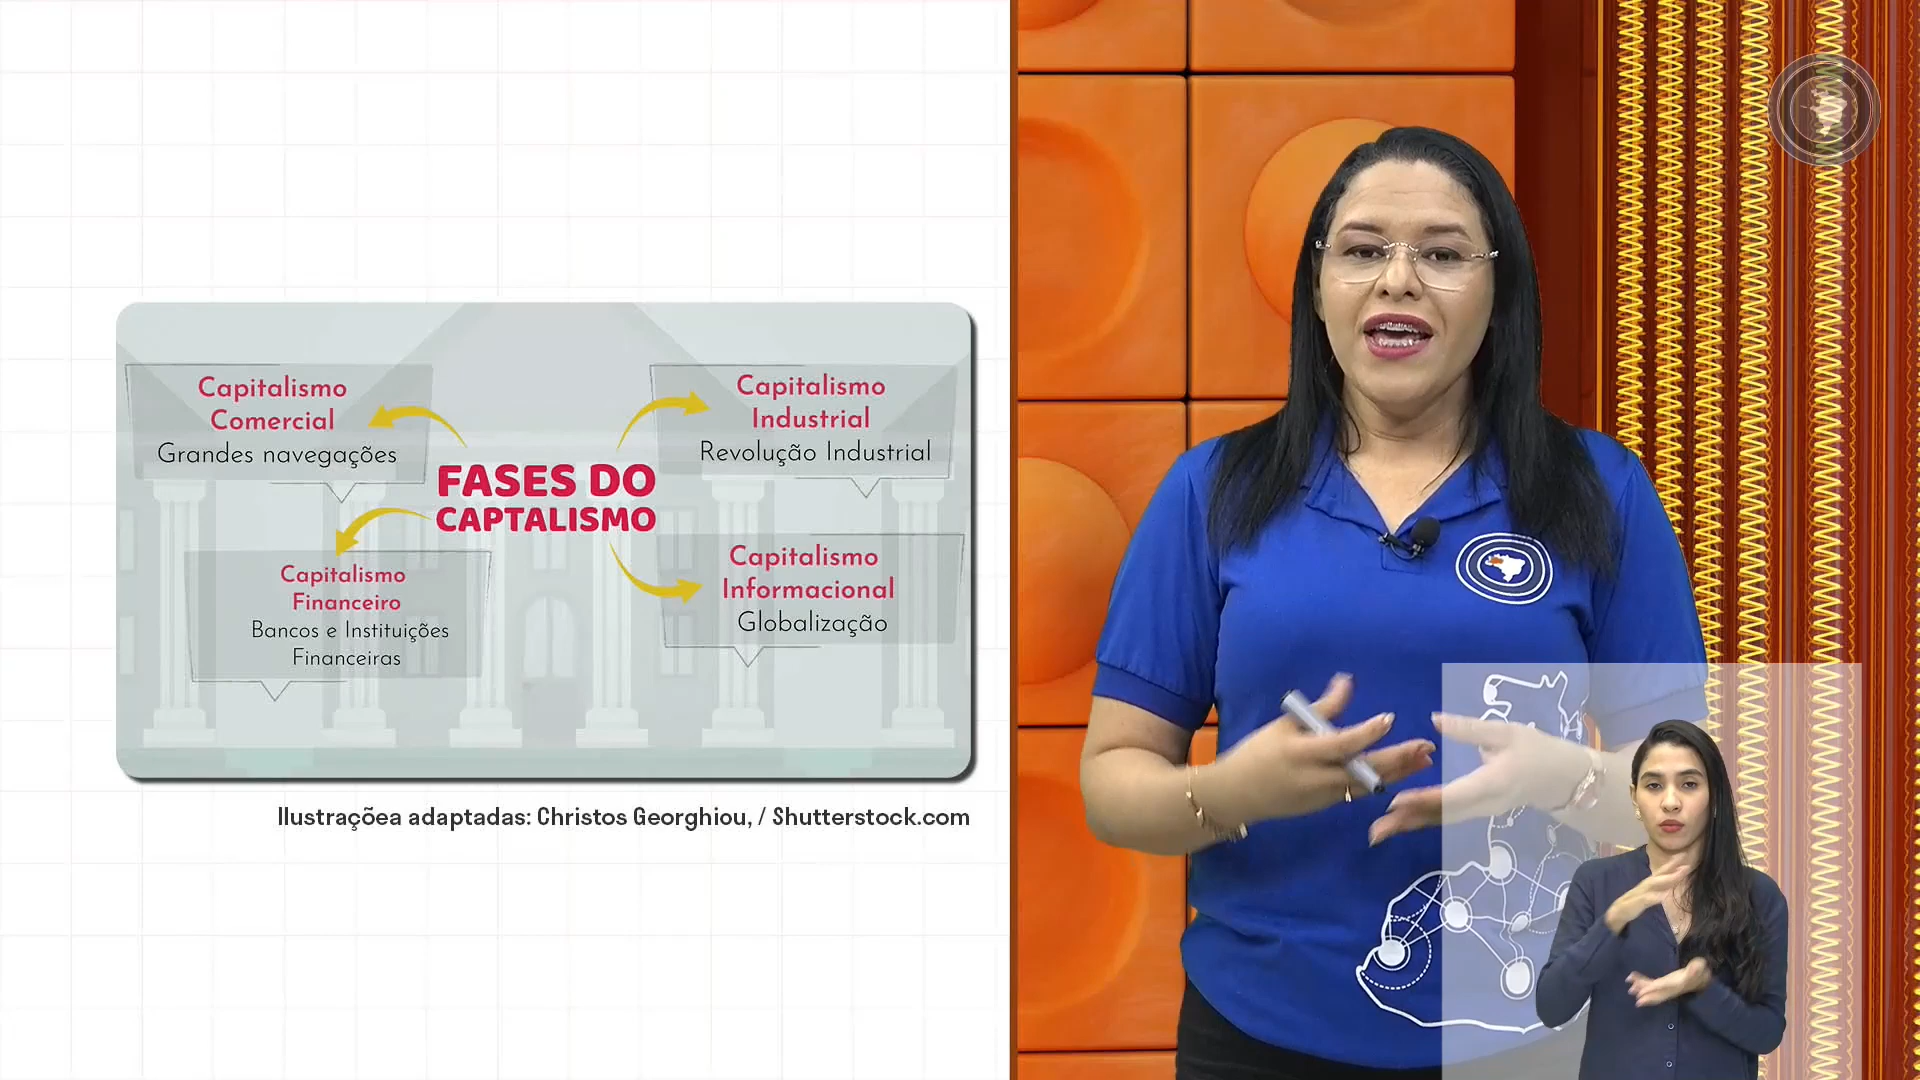 Capitalismo
Comercial
Grandes navegações
Capitalismo
Industrial
Revolução Industrial
FASES DO
CAPTALISMO
Capitalismo
Financeiro
Bancos e Instituições
Financeiras
Capitalismo
Informacional
Globalização
Ilustraçõea adaptadas: Christos Georghiou, / Shutterstock.com